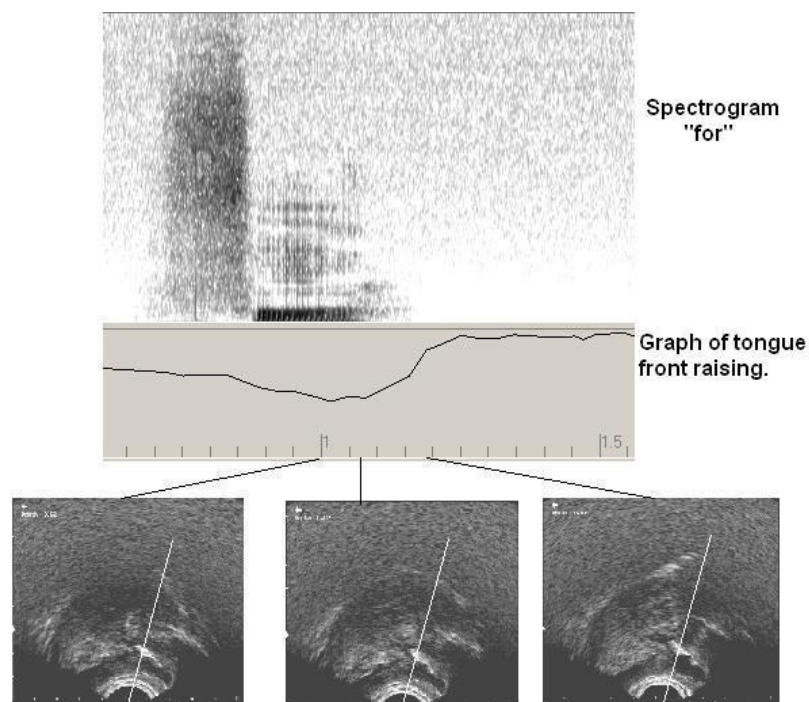 Spectrogram
"for"
Graph of tongue
front raising.
1
1.5